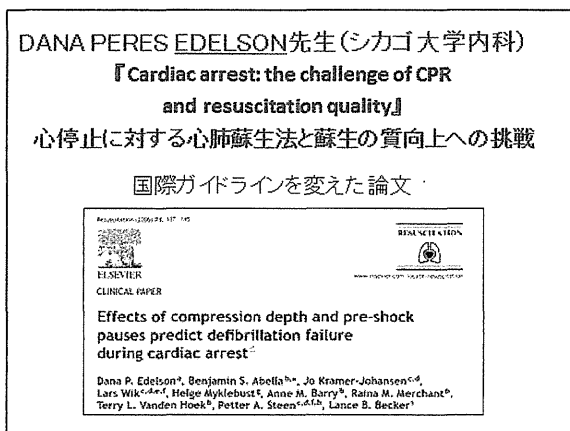 DANA PERES EDELSON先生(シカゴ大学内科)
『Cardiac arrest: the challenge of CPR
and resuscitation quality』
心停止に対する心肺蘇生法と蘇生の質向上への挑戦
国際ガイドラインを変えた論文
Resuscitation (2006)
RESUSCITATION
ELSEVIER
CLINICAL PAPER
Effects of compression depth and pre-shock
pauses predict defibrillation failure
during cardiac arrest
Dana P. Edelson, Benjamin S. Abella, Jo Kramer-Johansen,
Lars Wik, Helge Myklebust, Anne M. Barry, Raina M. Merchant,
Terry L. Vanden Hoek, Petter A. Steen, Lance B. Becker